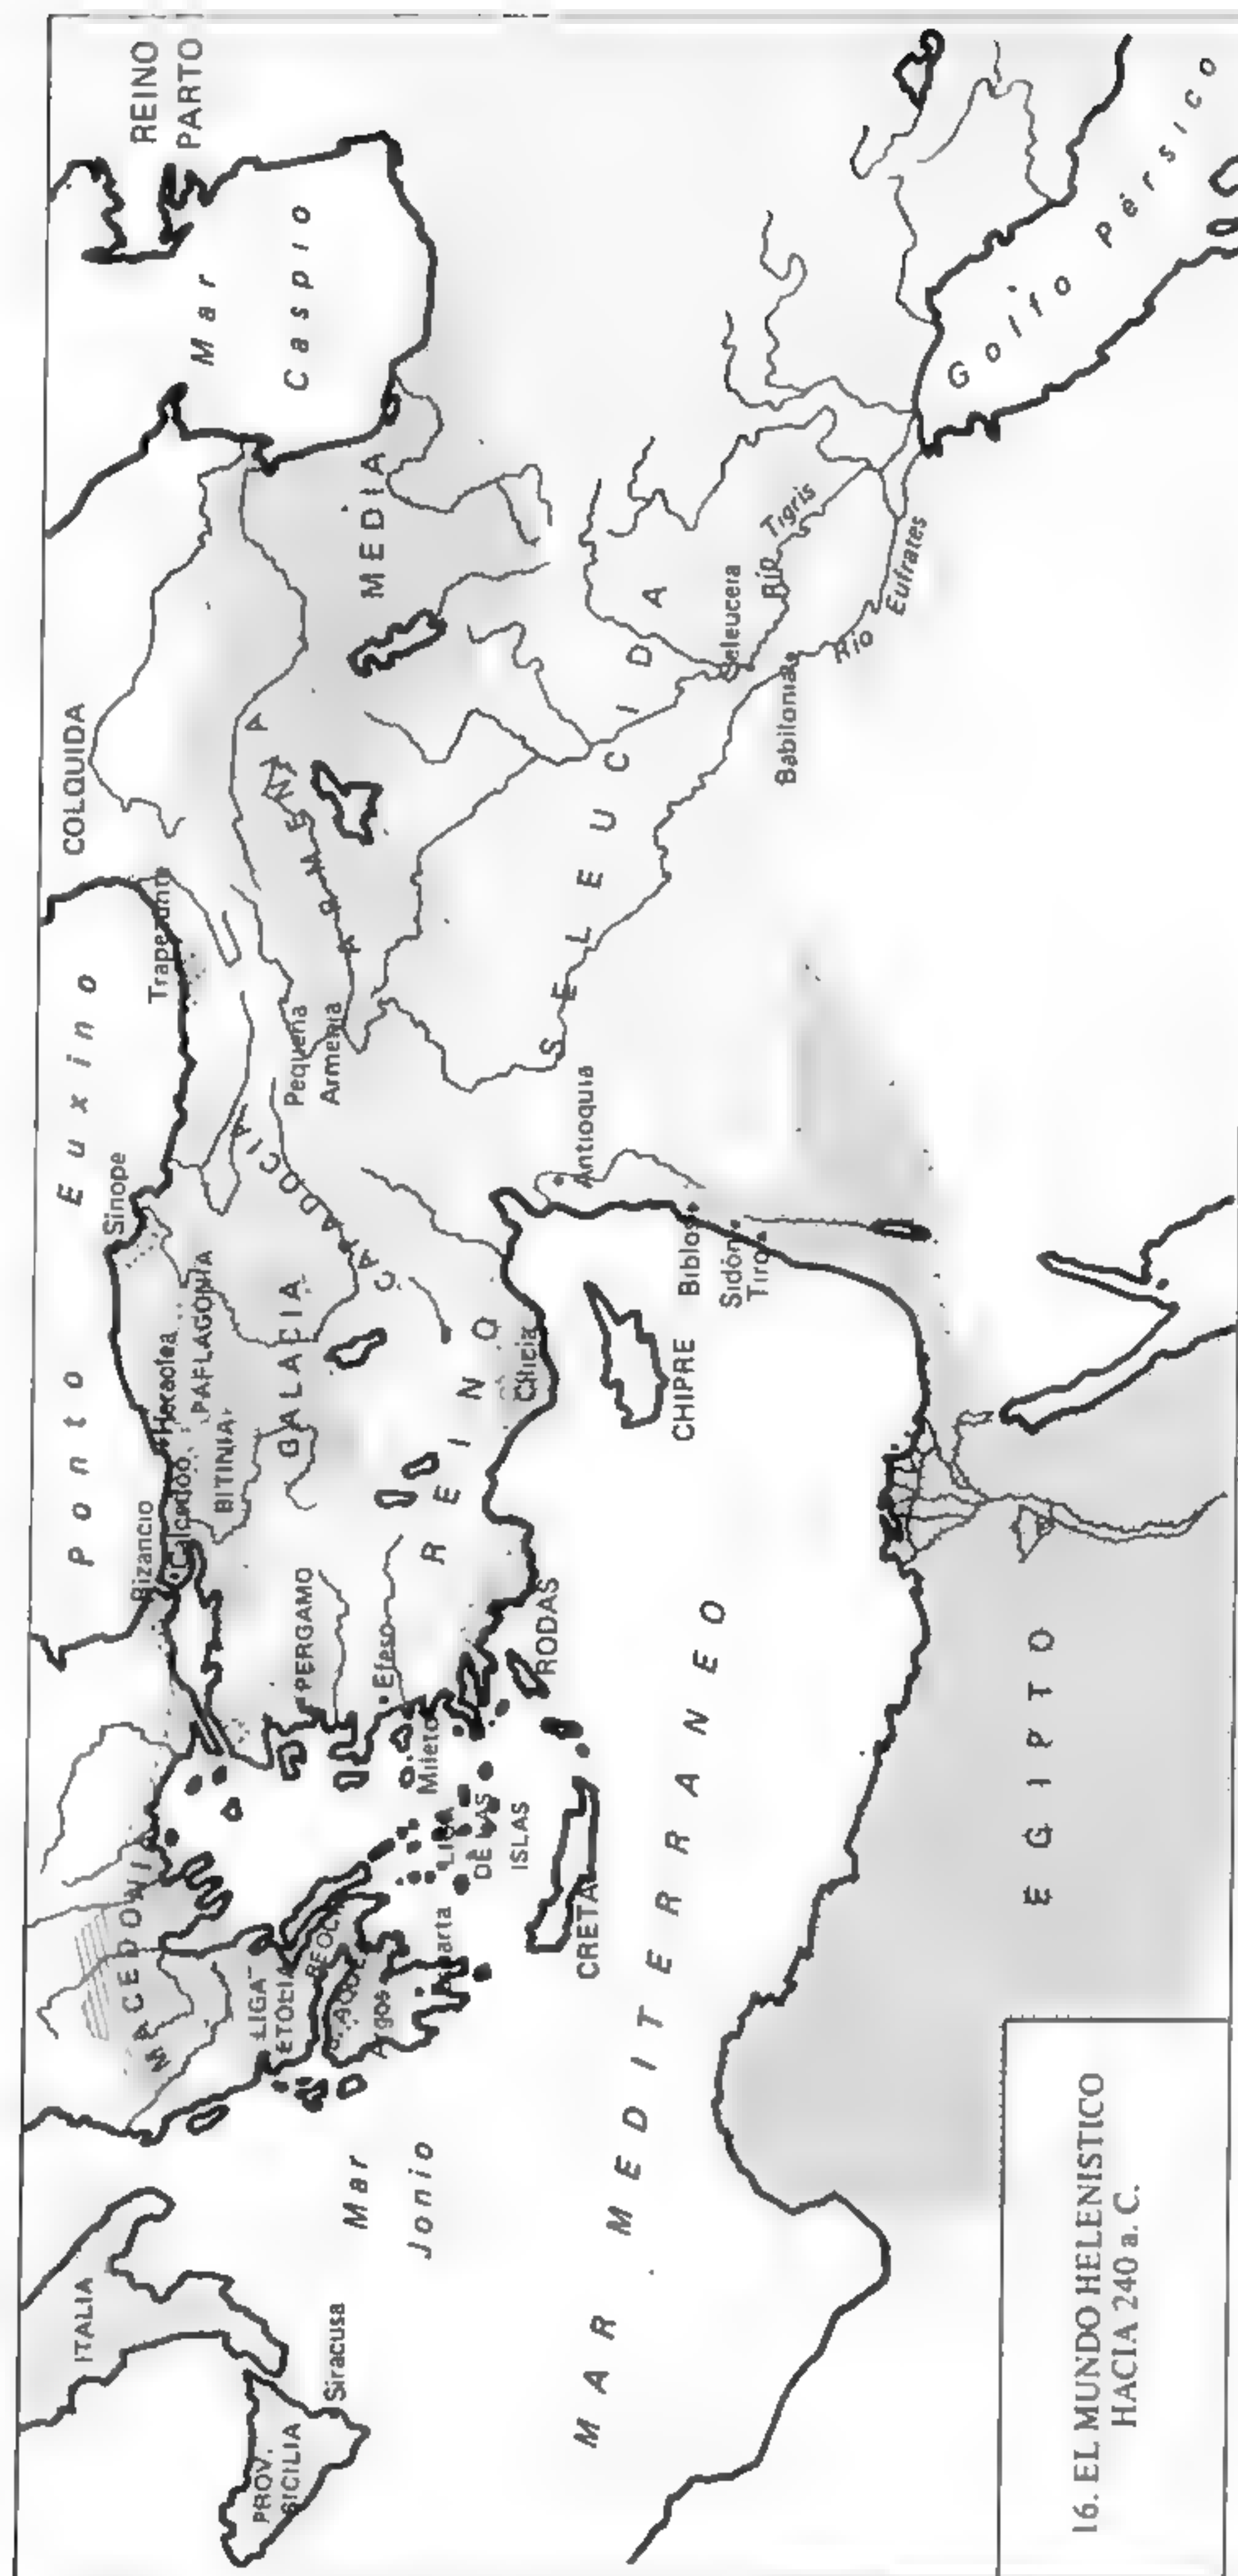 REINO
PARTO
Mar
Caspio
COLQUIDA
MEDIA
ARMENIA
Ponto Euxino
Trapezunte
Sinope
Pequeña
Armenia
CAPADOCIA
PAFLAGONIA
Heraclea
BITINIA
GALACIA
Bizancio
PERGAMO
Efeso
Mileto
REINO SELEUCIDA
Cilicia
Antioquia
Seleucera
Babilonia
Río Tigris
Río Eufrates
Golfo Pérsico
Biblos
Sidón
Tiro
CHIPRE
RODAS
CRETA
LIGA
DE LAS
ISLAS
MACEDONIA
LIGA
ETOLIA
Argos
ITALIA
PROV.
SICILIA
Siracusa
Mar
Jonio
MAR MEDITERRANEO
EGIPTO
16. EL MUNDO HELENISTICO
HACIA 240 a. C.